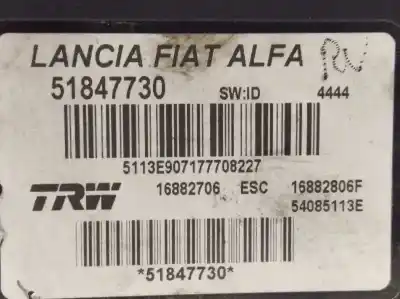 LANCIA FIAT ALFA
51847730 SW:ID 4444
5113E907177708227
TRW 16882706 ESC 16882806F
54085113E
*51847730*